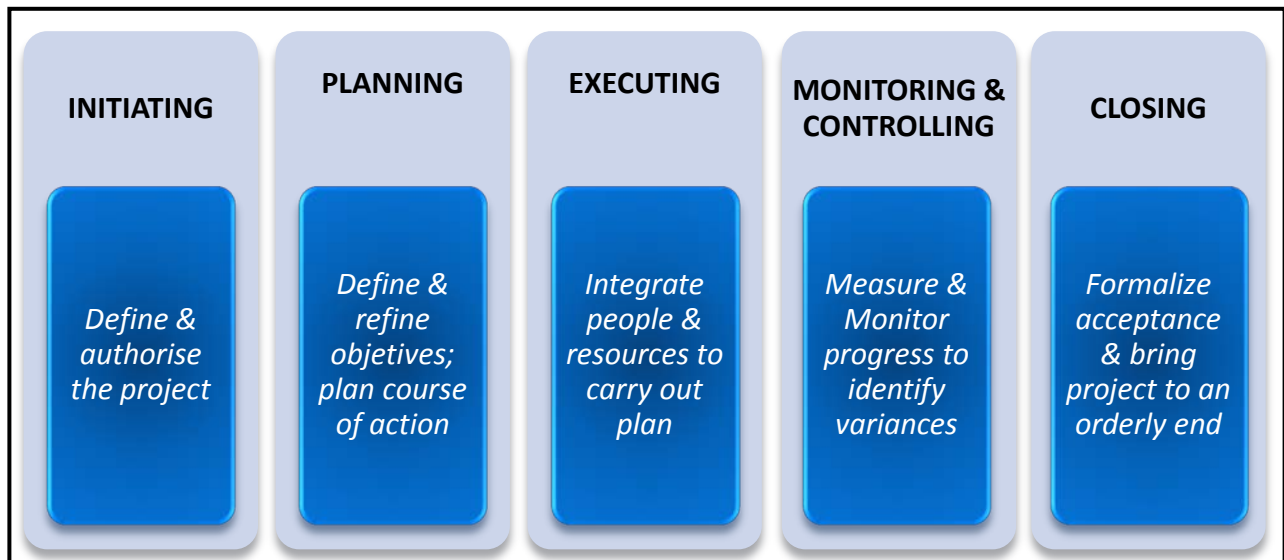 INITIATING
Define &
authorise
the project
PLANNING
Define &
refine
objetives;
plan course
of action
EXECUTING
Integrate
people &
resources to
carry out
plan
MONITORING &
CONTROLLING
Measure &
Monitor
progress to
identify
variances
CLOSING
Formalize
acceptance
& bring
project to an
orderly end